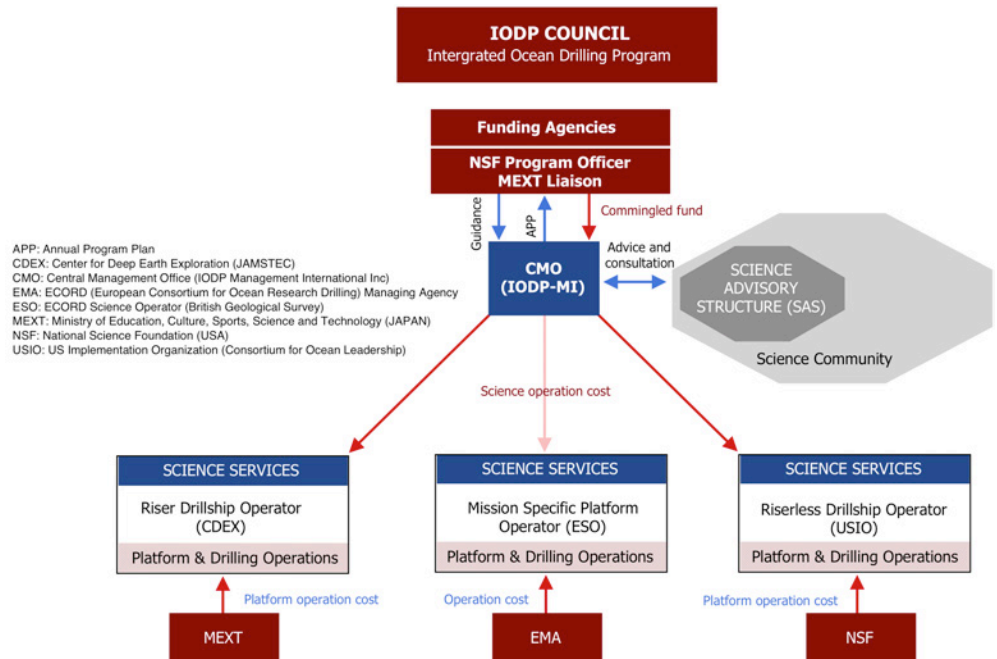 IODP COUNCIL
Intergrated Ocean Drilling Program
Funding Agencies
NSF Program Officer
MEXT Liaison
Guidance
APP
Commingled fund
APP: Annual Program Plan
CDEX: Center for Deep Earth Exploration (JAMSTEC)
CMO: Central Management Office (IODP Management International Inc)
EMA: ECORD (European Consortium for Ocean Research Drilling) Managing Agency
ESO: ECORD Science Operator (British Geological Survey)
MEXT: Ministry of Education, Culture, Sports, Science and Technology (JAPAN)
NSF: National Science Foundation (USA)
USIO: US Implementation Organization (Consortium for Ocean Leadership)
CMO
(IODP-MI)
Advice and
consultation
SCIENCE
ADVISORY
STRUCTURE (SAS)
Science Community
Science operation cost
SCIENCE SERVICES
Riser Drillship Operator
(CDEX)
Platform & Drilling Operations
SCIENCE SERVICES
Mission Specific Platform
Operator (ESO)
Platform & Drilling Operations
SCIENCE SERVICES
Riserless Drillship Operator
(USIO)
Platform & Drilling Operations
Platform operation cost
Operation cost
Platform operation cost
MEXT
EMA
NSF